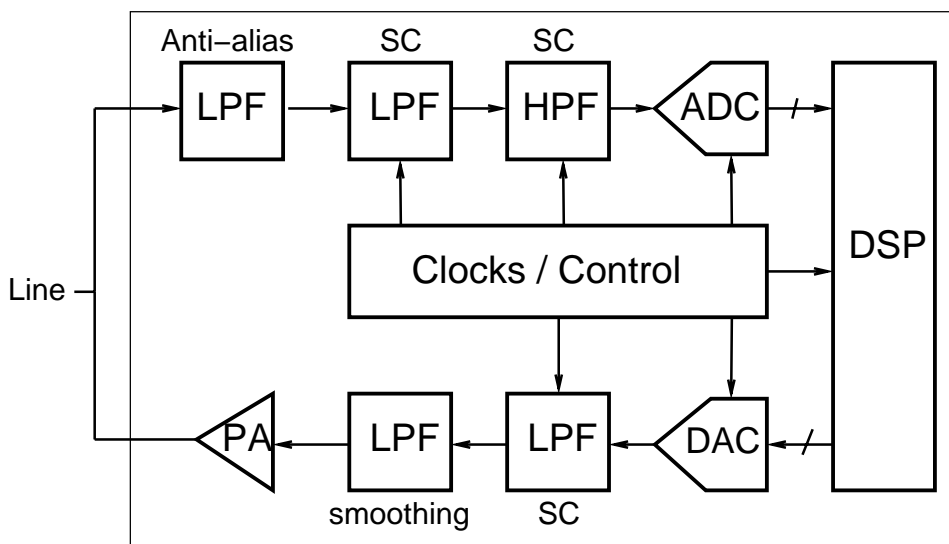 Anti–alias SC SC
LPF LPF HPF ADC
DSP
Clocks / Control
Line
PA LPF LPF DAC
smoothing SC